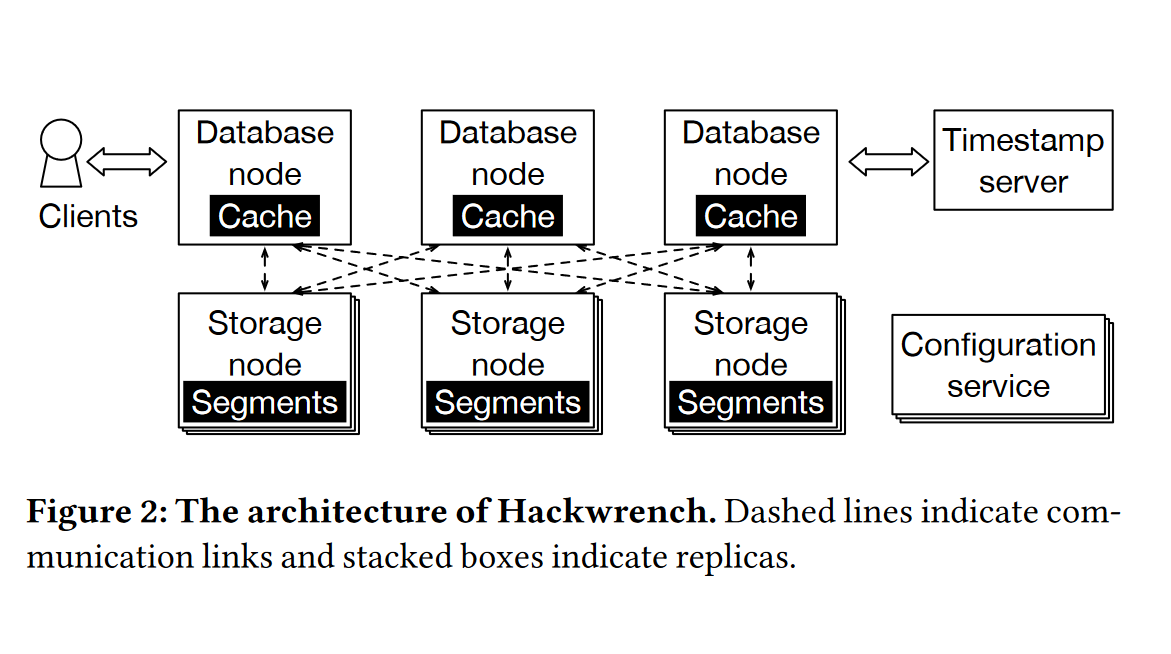 Database
node
Cache
Database
node
Cache
Database
node
Cache
Timestamp
server
Clients
Storage
node
Segments
Storage
node
Segments
Storage
node
Segments
Configuration
service
Figure 2: The architecture of Hackwrench. Dashed lines indicate com-
munication links and stacked boxes indicate replicas.